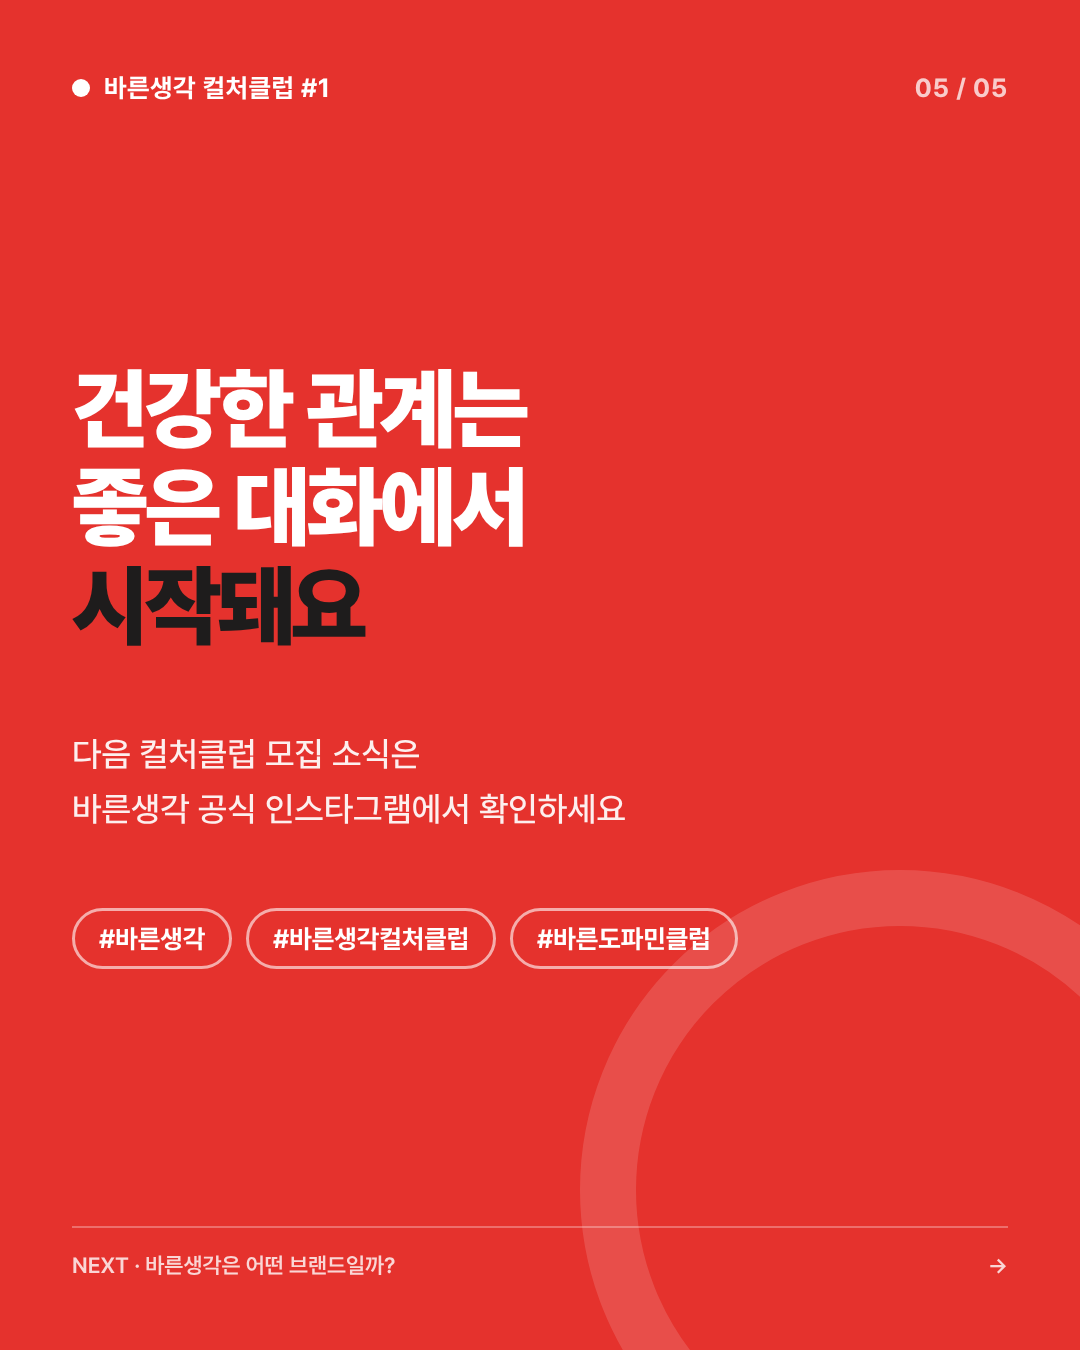 바른생각 컬처클럽 #1
05 / 05
건강한 관계는
좋은 대화에서
시작돼요
다음 컬처클럽 모집 소식은
바른생각 공식 인스타그램에서 확인하세요
#바른생각 #바른생각컬처클럽 #바른도파민클럽
NEXT · 바른생각은 어떤 브랜드일까? →